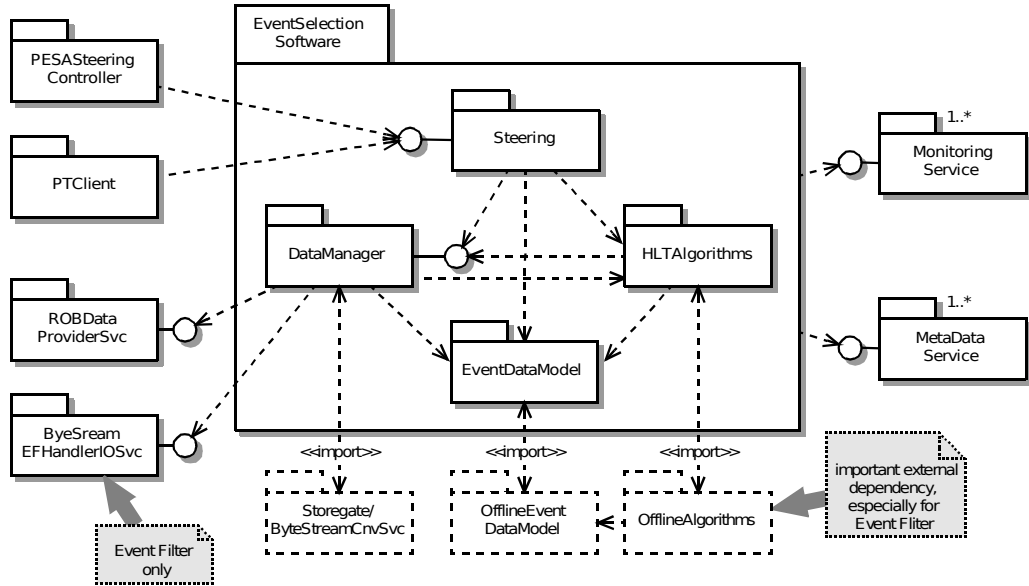 EventSelection
Software
PESASteering
Controller
Steering
1..*
Monitoring
Service
PTClient
DataManager
HLTAlgorithms
ROBData
ProviderSvc
1..*
MetaData
Service
EventDataModel
ByeSream
EFHandlerIOSvc
<<import>>
<<import>>
<<import>>
important external
dependency,
especially for
Event Fliter
Storegate/
ByteStreamCnvSvc
OfflineEvent
DataModel
OfflineAlgorithms
Event Filter
only